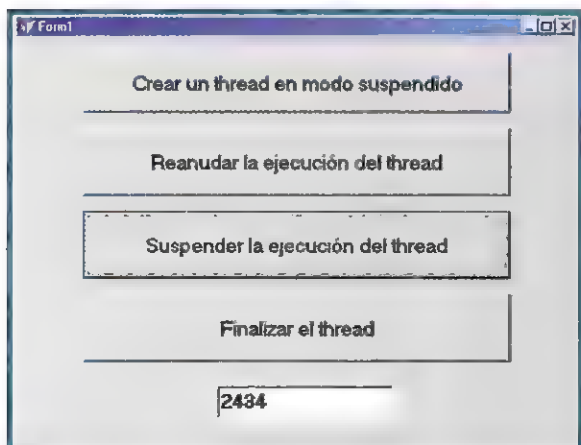 Form1
Crear un thread en modo suspendido
Reanudar la ejecución del thread
Suspender la ejecución del thread
Finalizar el thread
2434